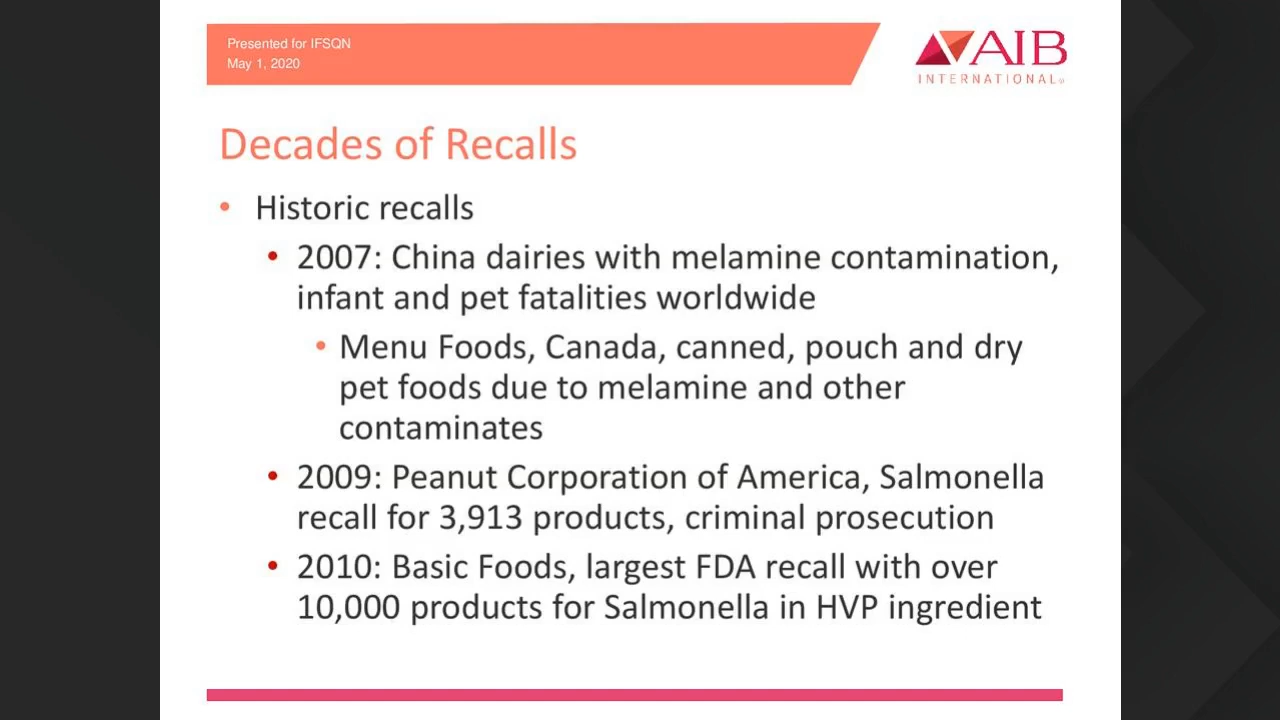 Presented for IFSQN
May 1, 2020
AIB
INTERNATIONAL
Decades of Recalls
• Historic recalls
• 2007: China dairies with melamine contamination,
infant and pet fatalities worldwide
• Menu Foods, Canada, canned, pouch and dry
pet foods due to melamine and other
contaminates
• 2009: Peanut Corporation of America, Salmonella
recall for 3,913 products, criminal prosecution
• 2010: Basic Foods, largest FDA recall with over
10,000 products for Salmonella in HVP ingredient